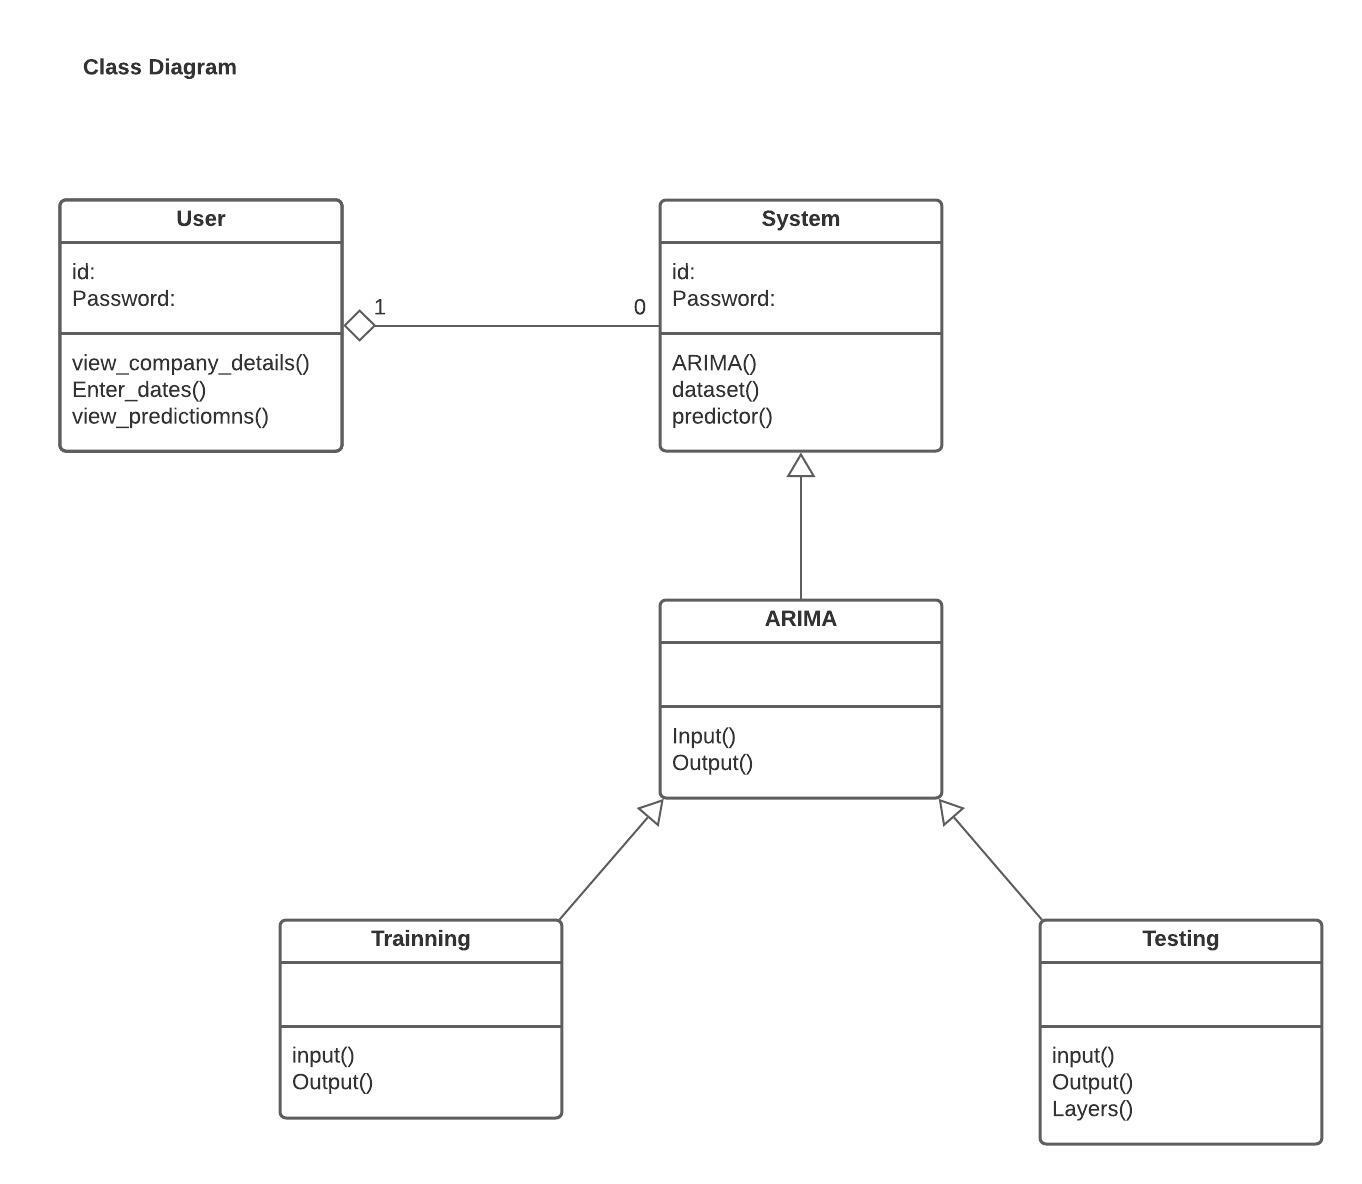 Class Diagram
User
id:
Password:
view_company_details()
Enter_dates()
view_predictiomns()
1
0
System
id:
Password:
ARIMA()
dataset()
predictor()
ARIMA
Input()
Output()
Trainning
input()
Output()
Testing
input()
Output()
Layers()